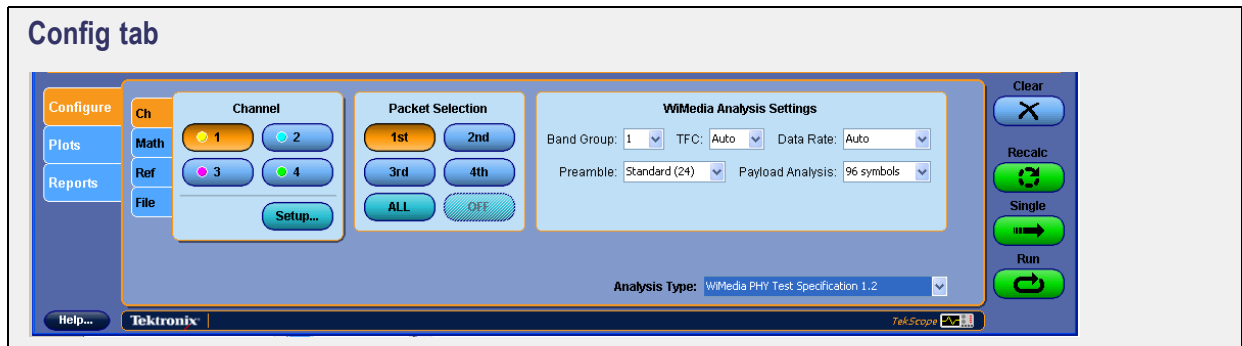 Config tab
Configure
Plots
Reports
Ch
Math
Ref
File
Channel
1
2
3
4
Setup...
Packet Selection
1st
2nd
3rd
4th
ALL
OFF
WiMedia Analysis Settings
Band Group: 1 TFC: Auto Data Rate: Auto
Preamble: Standard (24) Payload Analysis: 96 symbols
Analysis Type: WiMedia PHY Test Specification 1.2
Clear
Recalc
Single
Run
Help...
Tektronix
TekScope